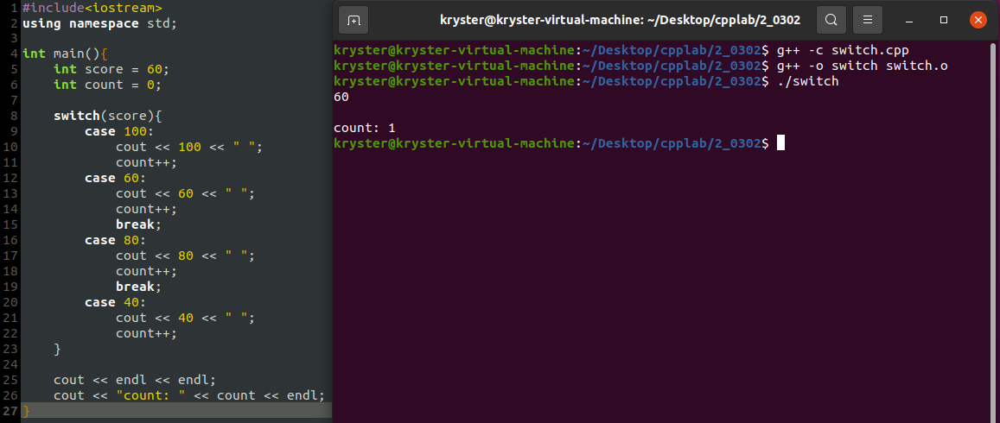 1 #include<iostream>
2 using namespace std;
3
4 int main(){
5     int score = 60;
6     int count = 0;
7
8     switch(score){
9         case 100:
10             cout << 100 << " ";
11             count++;
12         case 60:
13             cout << 60 << " ";
14             count++;
15             break;
16         case 80:
17             cout << 80 << " ";
18             count++;
19             break;
20         case 40:
21             cout << 40 << " ";
22             count++;
23     }
24
25     cout << endl << endl;
26     cout << "count: " << count << endl;
27 }
kryster@kryster-virtual-machine: ~/Desktop/cpplab/2_0302
kryster@kryster-virtual-machine:~/Desktop/cpplab/2_0302$ g++ -c switch.cpp
kryster@kryster-virtual-machine:~/Desktop/cpplab/2_0302$ g++ -o switch switch.o
kryster@kryster-virtual-machine:~/Desktop/cpplab/2_0302$ ./switch
60

count: 1
kryster@kryster-virtual-machine:~/Desktop/cpplab/2_0302$